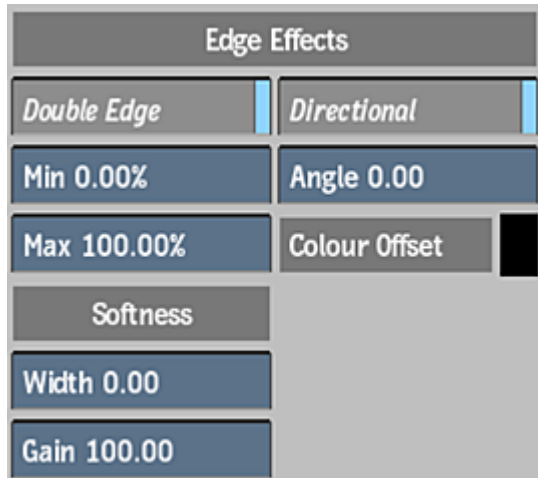 Edge Effects
Double Edge
Directional
Min 0.00%
Angle 0.00
Max 100.00%
Colour Offset
Softness
Width 0.00
Gain 100.00